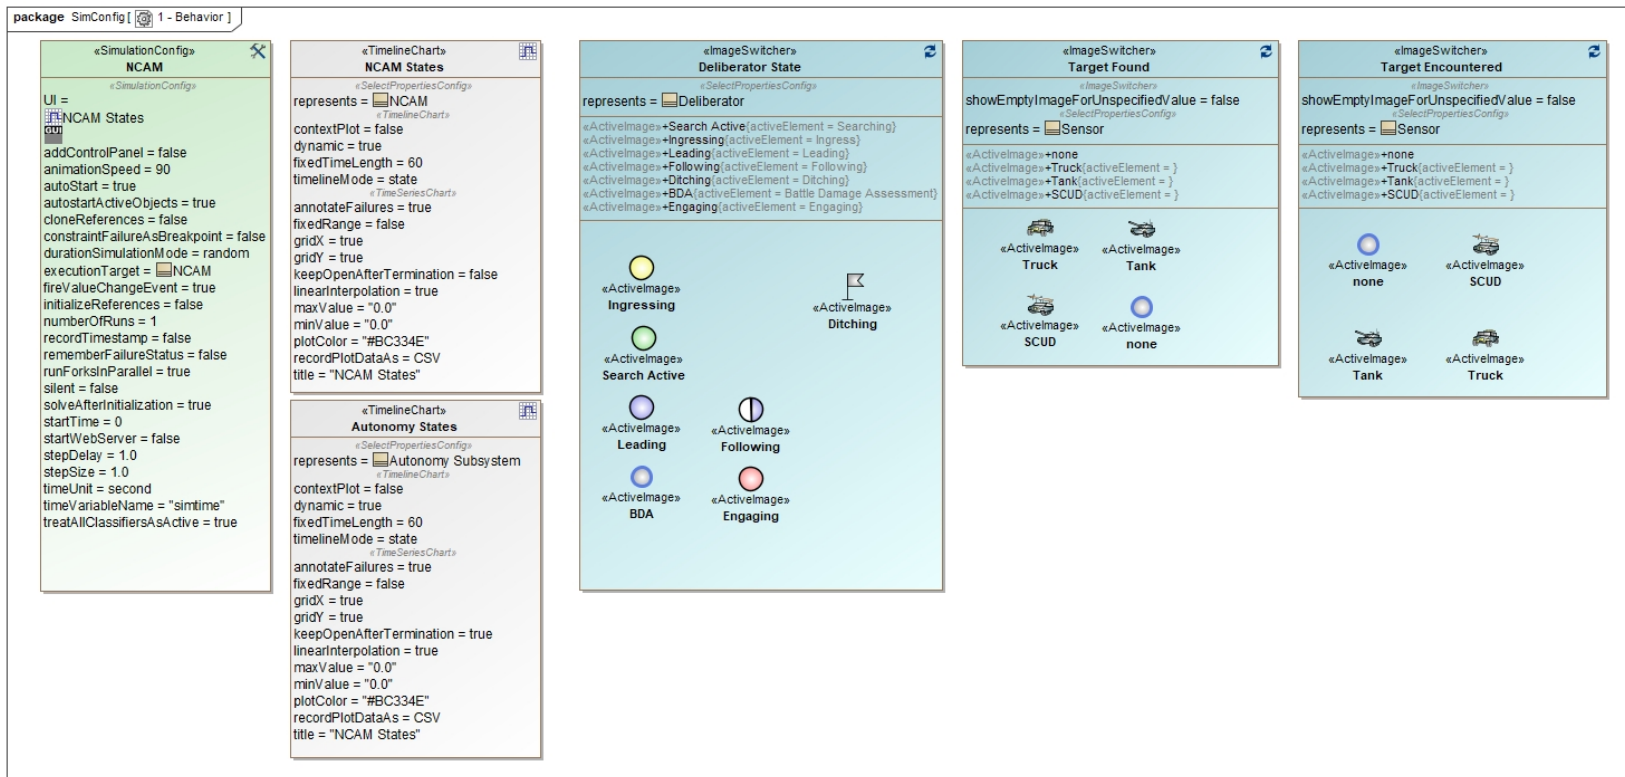 package SimConfig [ 1 - Behavior ]
«SimulationConfig»
NCAM
«SimulationConfig»
UI =
NCAM States
GUI
addControlPanel = false
animationSpeed = 90
autoStart = true
autostartActiveObjects = true
cloneReferences = false
constraintFailureAsBreakpoint = false
durationSimulationMode = random
executionTarget = NCAM
fireValueChangeEvent = true
initializeReferences = false
numberOfRuns = 1
recordTimestamp = false
rememberFailureStatus = false
runForksInParallel = true
silent = false
solveAfterInitialization = true
startTime = 0
startWebServer = false
stepDelay = 1.0
stepSize = 1.0
timeUnit = second
timeVariableName = "simtime"
treatAllClassifiersAsActive = true
«TimelineChart»
NCAM States
«SelectPropertiesConfig»
represents = NCAM
«TimelineChart»
contextPlot = false
dynamic = true
fixedTimeLength = 60
timelineMode = state
«TimeSeriesChart»
annotateFailures = true
fixedRange = false
gridX = true
gridY = true
keepOpenAfterTermination = false
linearInterpolation = true
maxValue = "0.0"
minValue = "0.0"
plotColor = "#BC334E"
recordPlotDataAs = CSV
title = "NCAM States"
«TimelineChart»
Autonomy States
«SelectPropertiesConfig»
represents = Autonomy Subsystem
«TimelineChart»
contextPlot = false
dynamic = true
fixedTimeLength = 60
timelineMode = state
«TimeSeriesChart»
annotateFailures = true
fixedRange = false
gridX = true
gridY = true
keepOpenAfterTermination = true
linearInterpolation = true
maxValue = "0.0"
minValue = "0.0"
plotColor = "#BC334E"
recordPlotDataAs = CSV
title = "NCAM States"
«ImageSwitcher»
Deliberator State
«SelectPropertiesConfig»
represents = Deliberator
«ActiveImage»+Search Active{activeElement = Searching}
«ActiveImage»+Ingressing{activeElement = Ingress}
«ActiveImage»+Leading{activeElement = Leading}
«ActiveImage»+Following{activeElement = Following}
«ActiveImage»+Ditching{activeElement = Ditching}
«ActiveImage»+BDA{activeElement = Battle Damage Assessment}
«ActiveImage»+Engaging{activeElement = Engaging}
«ActiveImage»
Ingressing
«ActiveImage»
Ditching
«ActiveImage»
Search Active
«ActiveImage»
Leading
«ActiveImage»
Following
«ActiveImage»
BDA
«ActiveImage»
Engaging
«ImageSwitcher»
Target Found
«ImageSwitcher»
showEmptyImageForUnspecifiedValue = false
«SelectPropertiesConfig»
represents = Sensor
«ActiveImage»+none
«ActiveImage»+Truck{activeElement = }
«ActiveImage»+Tank{activeElement = }
«ActiveImage»+SCUD{activeElement = }
«ActiveImage»
Truck
«ActiveImage»
Tank
«ActiveImage»
SCUD
«ActiveImage»
none
«ImageSwitcher»
Target Encountered
«ImageSwitcher»
showEmptyImageForUnspecifiedValue = false
«SelectPropertiesConfig»
represents = Sensor
«ActiveImage»+none
«ActiveImage»+Truck{activeElement = }
«ActiveImage»+Tank{activeElement = }
«ActiveImage»+SCUD{activeElement = }
«ActiveImage»
none
«ActiveImage»
SCUD
«ActiveImage»
Tank
«ActiveImage»
Truck